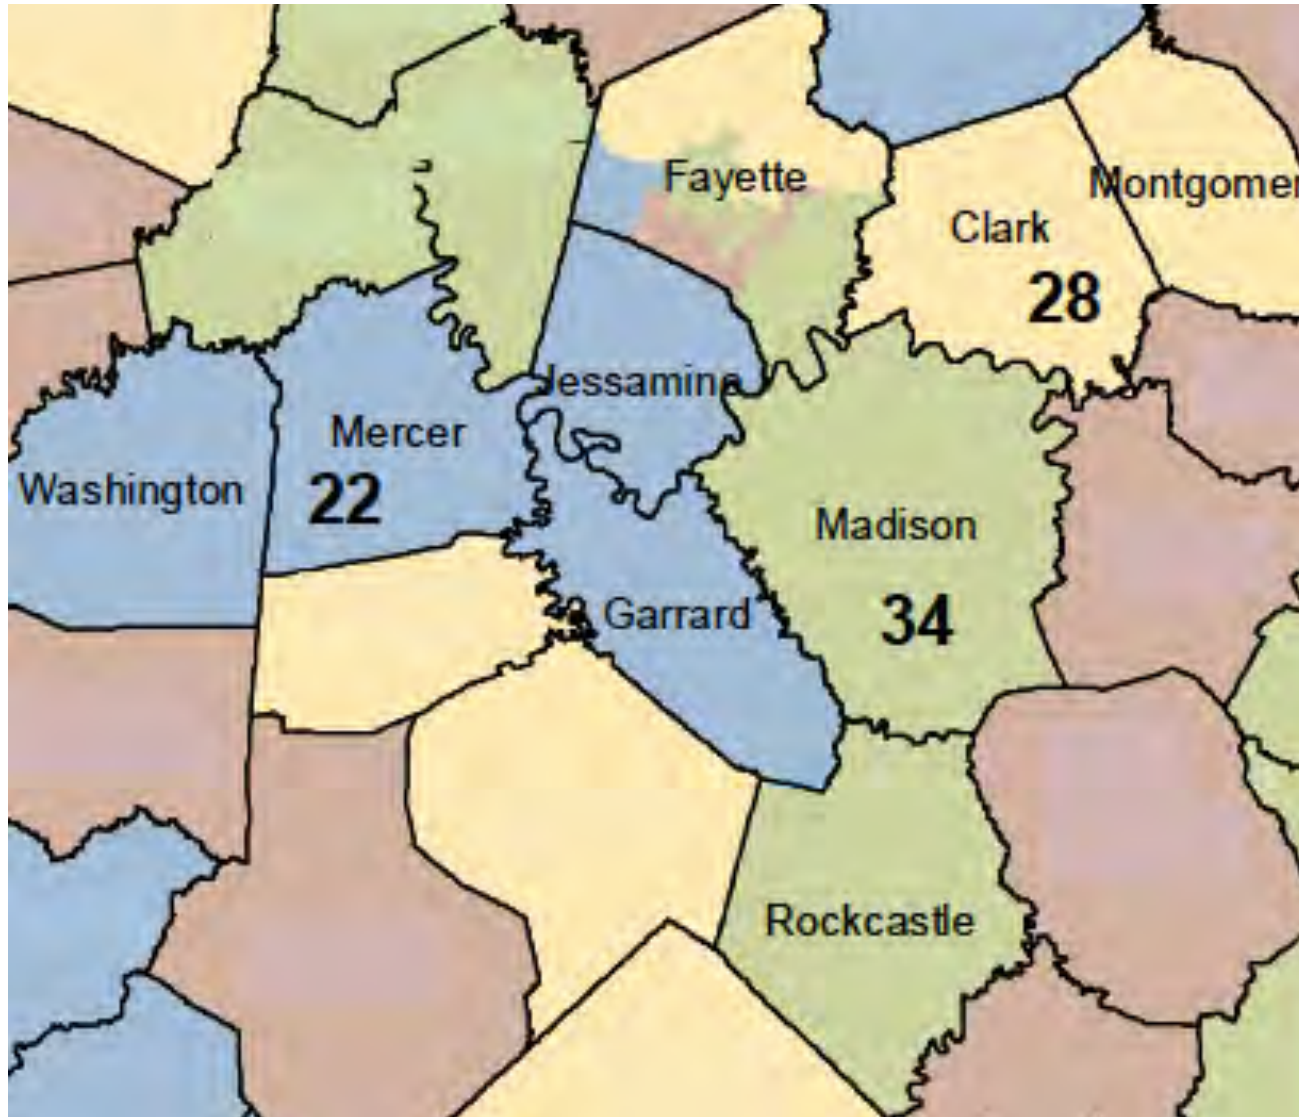 Fayette
Montgomer
Clark
28
Jessamine
Mercer
Washington
22
Madison
Garrard
34
Rockcastle